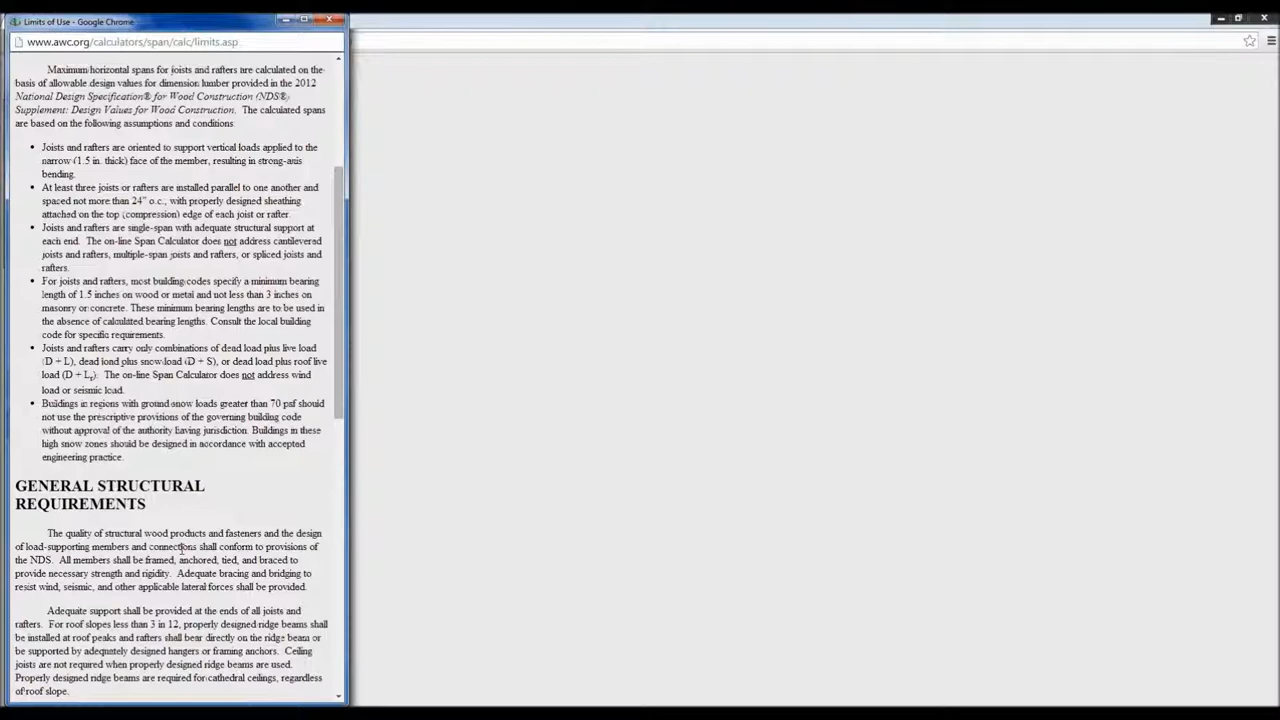 Limits of Use - Google Chrome
www.awc.org/calculators/span/calc/limits.asp
Maximum horizontal spans for joists and rafters are calculated on the
basis of allowable design values for dimension lumber provided in the 2012
National Design Specification® for Wood Construction (NDS®)
Supplement: Design Values for Wood Construction. The calculated spans
are based on the following assumptions and conditions
• Joists and rafters are oriented to support vertical loads applied to the
narrow (1.5 in. thick) face of the member, resulting in strong-axis
bending.
• At least three joists or rafters are installed parallel to one another and
spaced not more than 24" o.c., with properly designed sheathing
attached on the top (compression) edge of each joist or rafter.
• Joists and rafters are single-span with adequate structural support at
each end. The on-line Span Calculator does not address cantilevered
joists and rafters, multiple-span joists and rafters, or spliced joists and
rafters.
• For joists and rafters, most building codes specify a minimum bearing
length of 1.5 inches on wood or metal and not less than 3 inches on
masonry or concrete. These minimum bearing lengths are to be used in
the absence of calculated bearing lengths. Consult the local building
code for specific requirements.
• Joists and rafters carry only combinations of dead load plus live load
(D + L), dead load plus snow load (D + S), or dead load plus roof live
load (D + Lr). The on-line Span Calculator does not address wind
load or seismic load.
• Buildings in regions with ground snow loads greater than 70 psf should
not use the prescriptive provisions of the governing building code
without approval of the authority having jurisdiction. Buildings in these
high snow zones should be designed in accordance with accepted
engineering practice.
GENERAL STRUCTURAL
REQUIREMENTS
The quality of structural wood products and fasteners and the design
of load-supporting members and connections shall conform to provisions of
the NDS. All members shall be framed, anchored, tied, and braced to
provide necessary strength and rigidity. Adequate bracing and bridging to
resist wind, seismic, and other applicable lateral forces shall be provided.
Adequate support shall be provided at the ends of all joists and
rafters. For roof slopes less than 3 in 12, properly designed ridge beams shall
be installed at roof peaks and rafters shall bear directly on the ridge beam or
be supported by adequately designed hangers or framing anchors. Ceiling
joists are not required when properly designed ridge beams are used.
Properly designed ridge beams are required for cathedral ceilings, regardless
of roof slope.